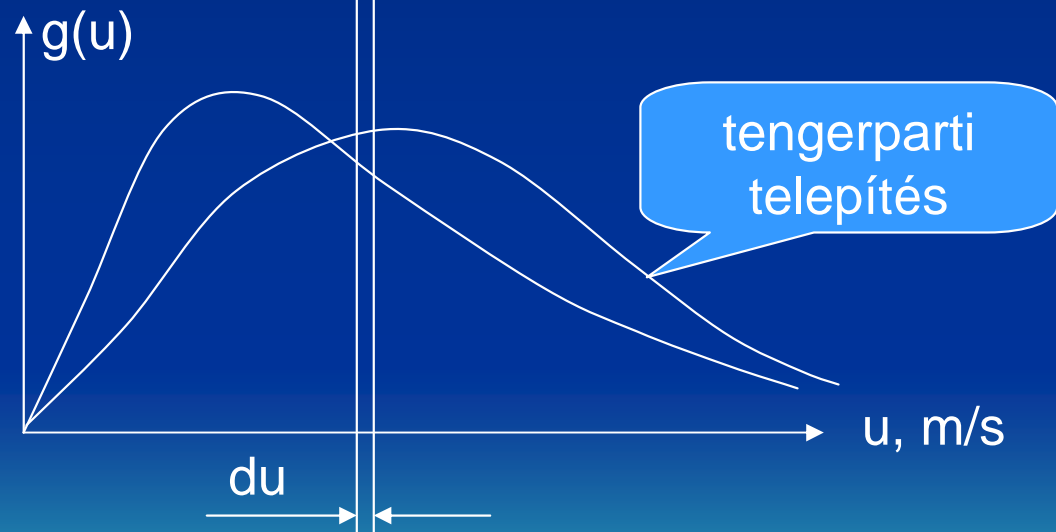 g(u)
tengerparti
telepítés
u, m/s
du